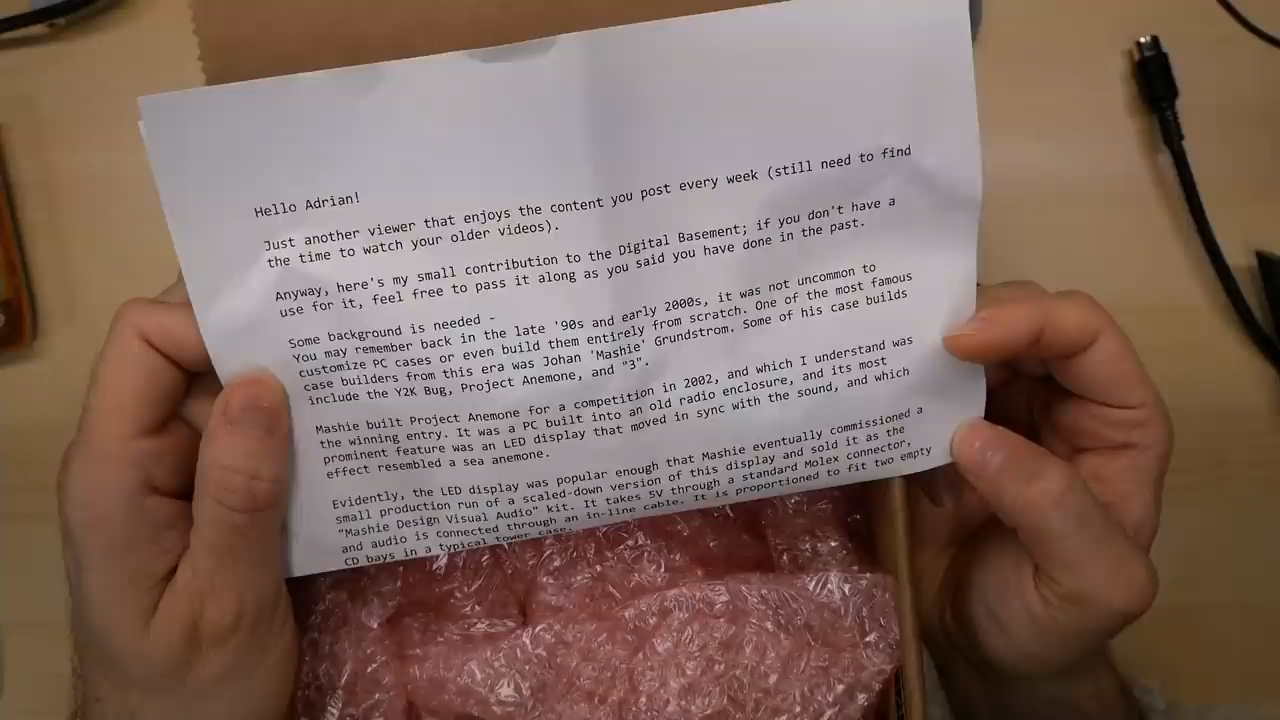 Hello Adrian!
Just another viewer that enjoys the content you post every week (still need to find
the time to watch your older videos).
Anyway, here's my small contribution to the Digital Basement; if you don't have a
use for it, feel free to pass it along as you said you have done in the past.
Some background is needed -
You may remember back in the late '90s and early 2000s, it was not uncommon to
customize PC cases or even build them entirely from scratch. One of the most famous
case builders from this era was Johan 'Mashie' Grundstrom. Some of his case builds
include the Y2K Bug, Project Anemone, and "3".
Mashie built Project Anemone for a competition in 2002, and which I understand was
the winning entry. It was a PC built into an old radio enclosure, and its most
prominent feature was an LED display that moved in sync with the sound, and which
effect resembled a sea anemone.
Evidently, the LED display was popular enough that Mashie eventually commissioned a
small production run of a scaled-down version of this display and sold it as the
"Mashie Design Visual Audio" kit. It takes 5V through a standard Molex connector,
and audio is connected through an in-line cable. It is proportioned to fit two empty
CD bays in a typical tower case.